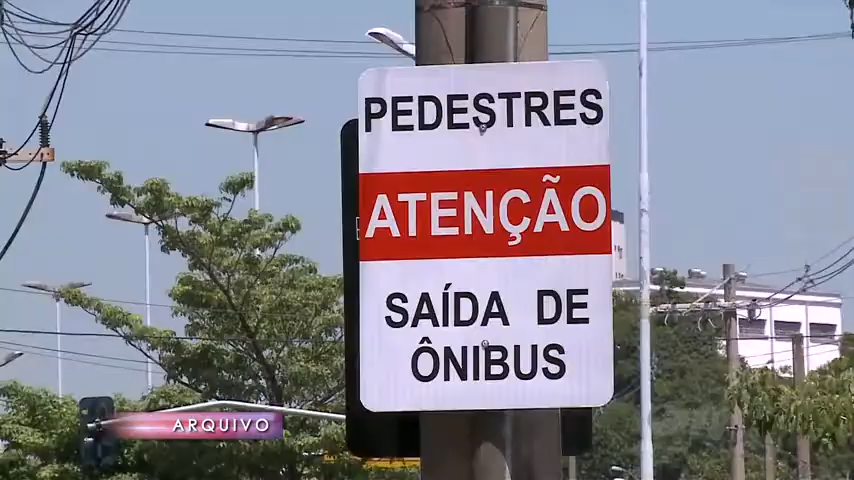 PEDESTRES
ATENÇÃO
SAÍDA DE
ÔNIBUS
ARQUIVO